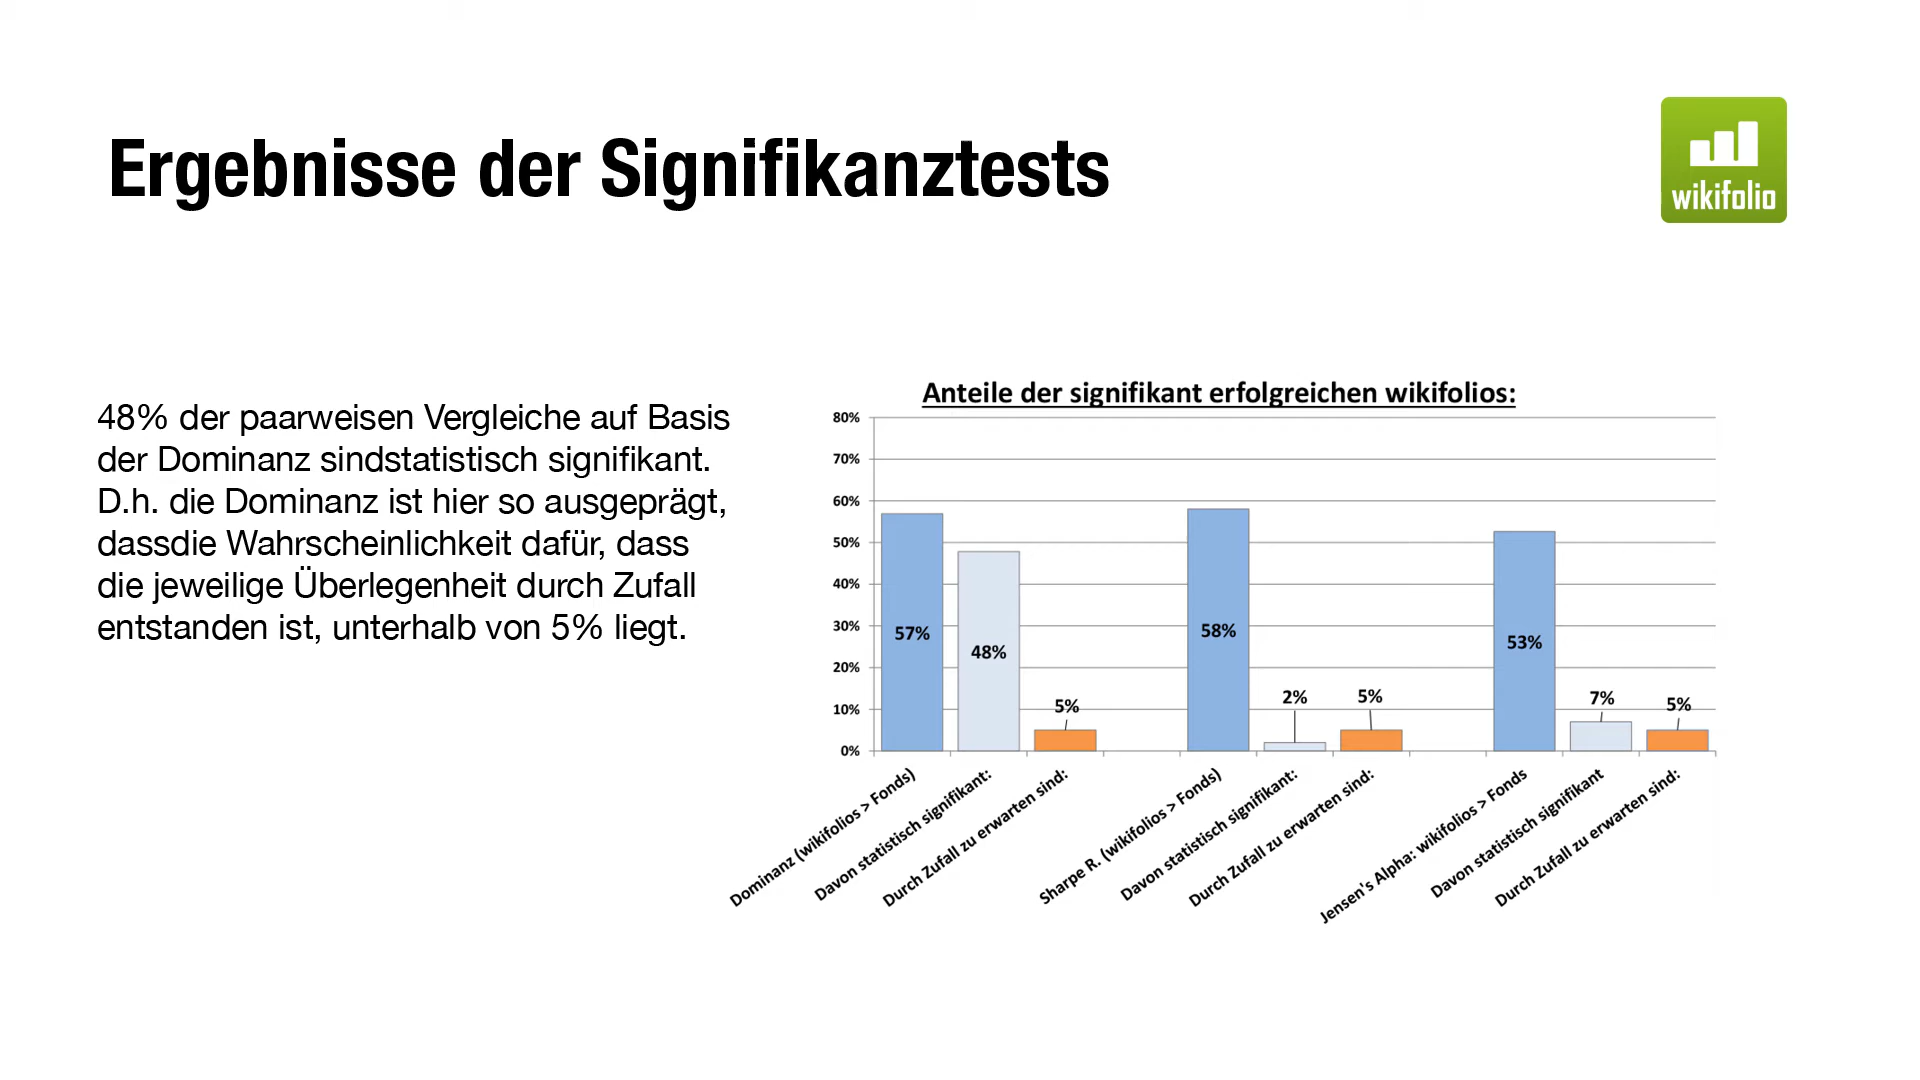 Ergebnisse der Signifikanztests
wikifolio
48% der paarweisen Vergleiche auf Basis
der Dominanz sindstatistisch signifikant.
D.h. die Dominanz ist hier so ausgeprägt,
dassdie Wahrscheinlichkeit dafür, dass
die jeweilige Überlegenheit durch Zufall
entstanden ist, unterhalb von 5% liegt.
Anteile der signifikant erfolgreichen wikifolios:
80%
70%
60%
50%
40%
30%
20%
10%
0%
57%
48%
5%
58%
2%
5%
53%
7%
5%
Dominanz (wikifolios > Fonds)
Davon statistisch signifikant:
Durch Zufall zu erwarten sind:
Sharpe R. (wikifolios > Fonds)
Davon statistisch signifikant:
Durch Zufall zu erwarten sind:
Jensen's Alpha: wikifolios > Fonds
Davon statistisch signifikant
Durch Zufall zu erwarten sind: